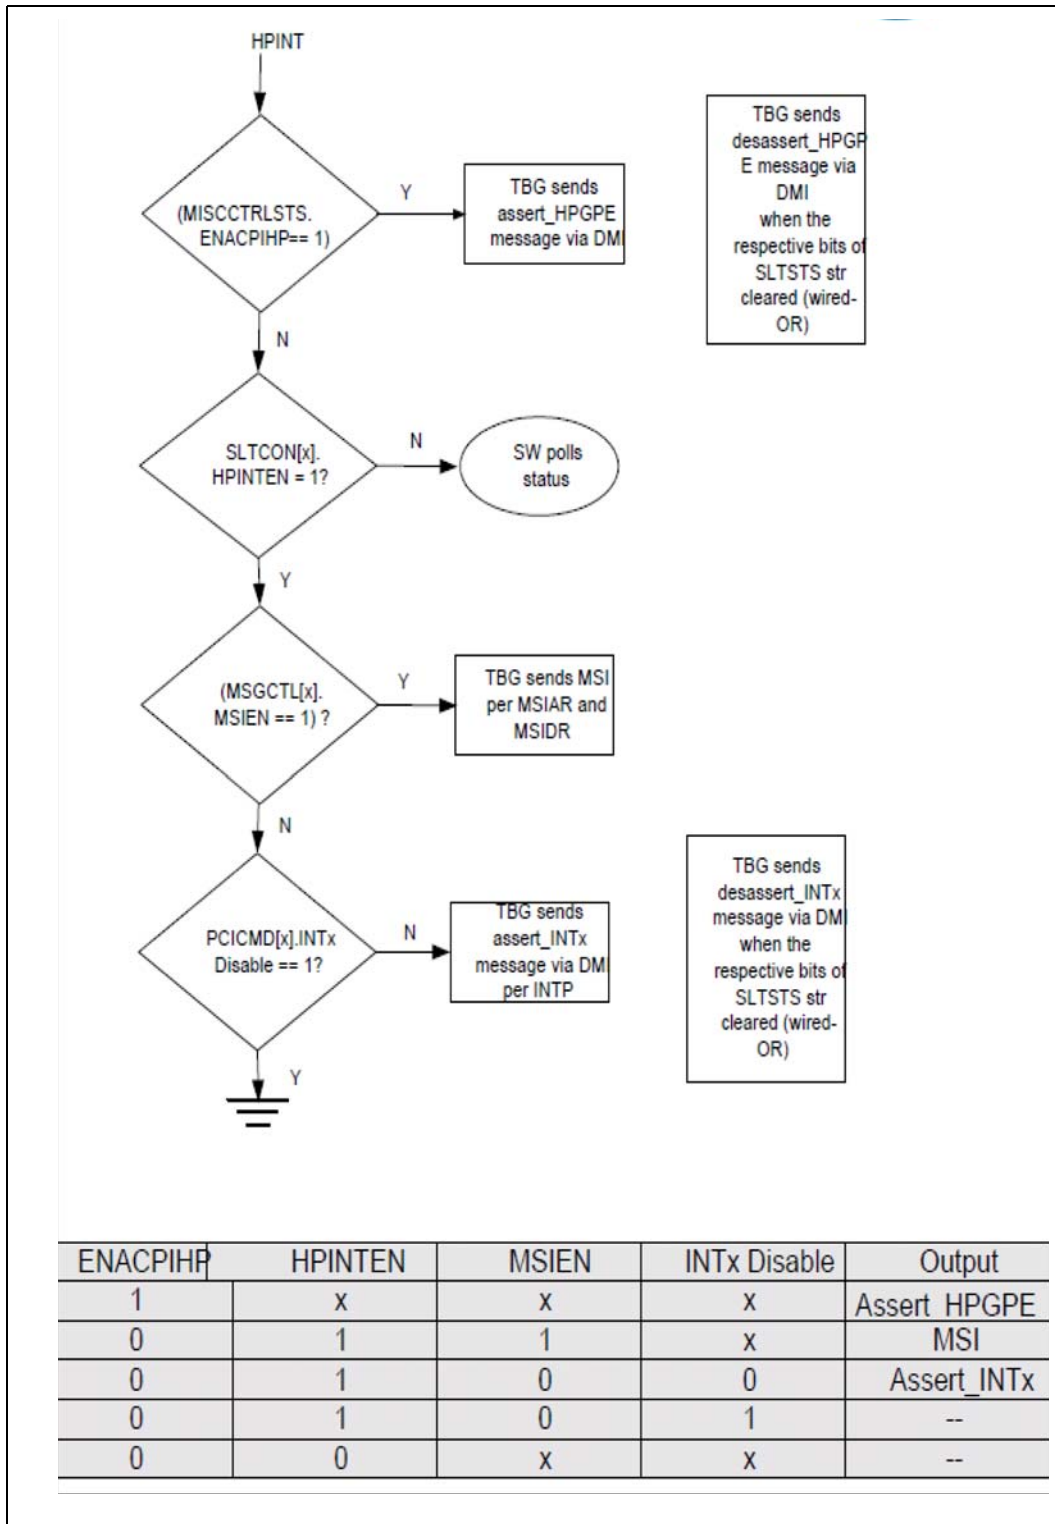 HPINT
(MISCCTRLSTS.
ENACPIHP== 1)
Y
TBG sends
assert_HPGPE
message via DMI
TBG sends
desassert_HPGP
E message via
DMI
when the
respective bits of
SLTSTS str
cleared (wired-
OR)
N
SLTCON[x].
HPINTEN = 1?
N
SW polls
status
Y
(MSGCTL[x].
MSIEN == 1) ?
Y
TBG sends MSI
per MSIAR and
MSIDR
N
PCICMD[x].INTx
Disable == 1?
N
TBG sends
assert_INTx
message via DMI
per INTP
TBG sends
desassert_INTx
message via DMI
when the
respective bits of
SLTSTS str
cleared (wired-
OR)
Y
ENACPIHP HPINTEN MSIEN INTx Disable Output
1 x x x Assert_HPGPE
0 1 1 x MSI
0 1 0 0 Assert_INTx
0 1 0 1 --
0 0 x x --